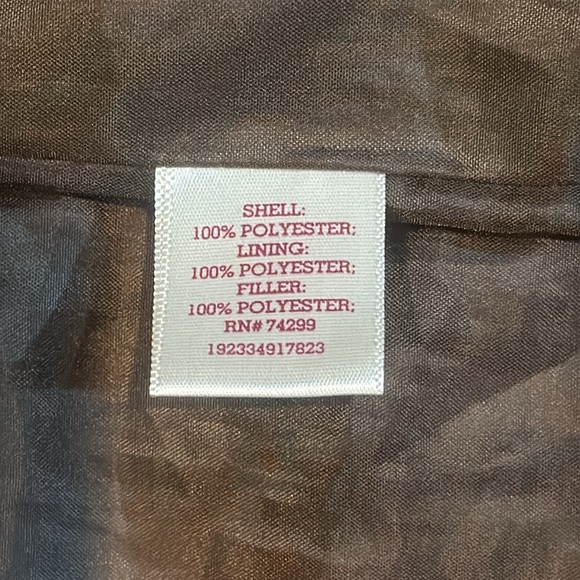 SHELL:
100% POLYESTER;
LINING:
100% POLYESTER;
FILLER:
100% POLYESTER;
RN# 74299
192334917823